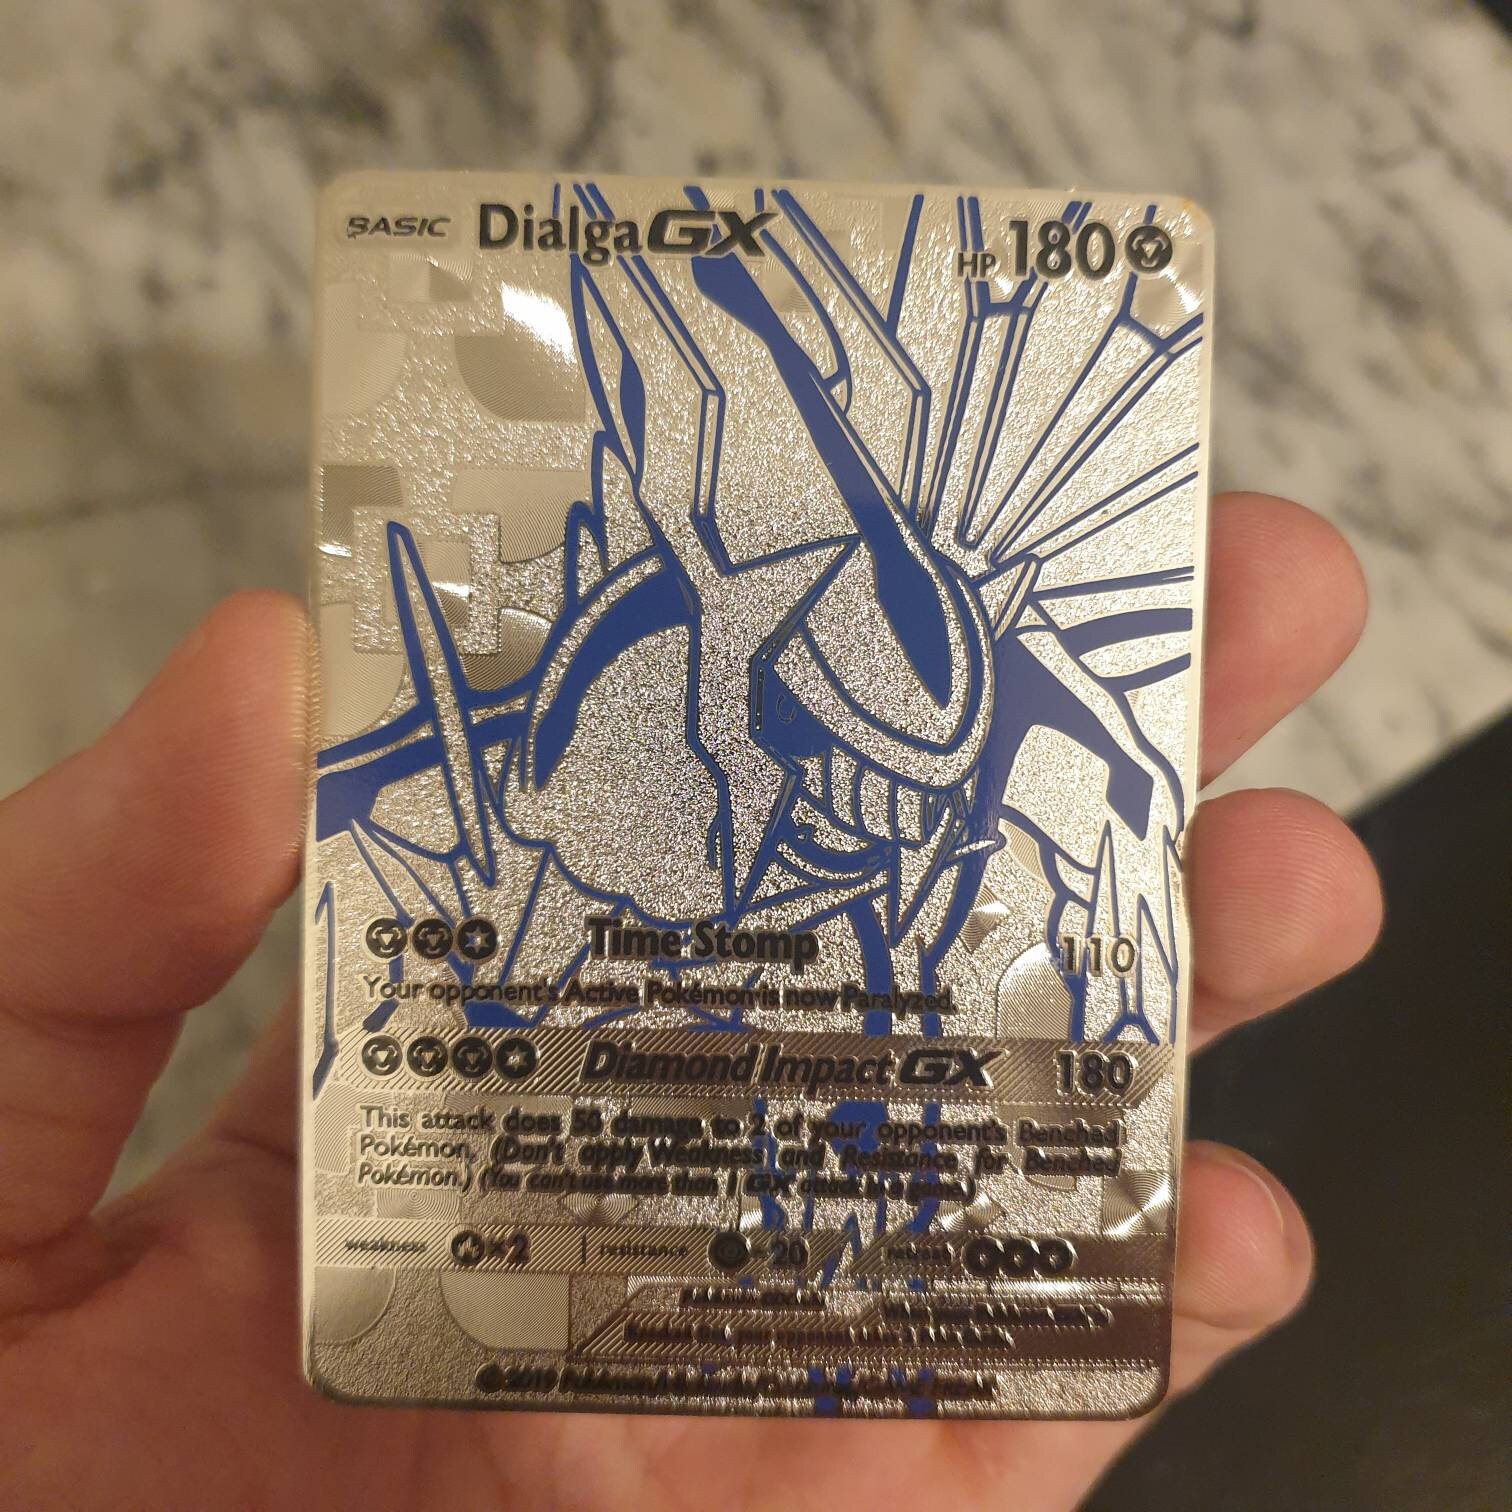 BASIC DialgaGX HP 180
Time Stomp 110
Your opponent's Active Pokémon is now Paralyzed.
Diamond Impact GX 180
This attack does 50 damage to 2 of your opponent's Benched
Pokémon. (Don't apply Weakness and Resistance for Benched
Pokémon.) (You can't use more than 1 GX attack in a game.)
weakness ×2 resistance -20 retreat
© 2019 Pokémon